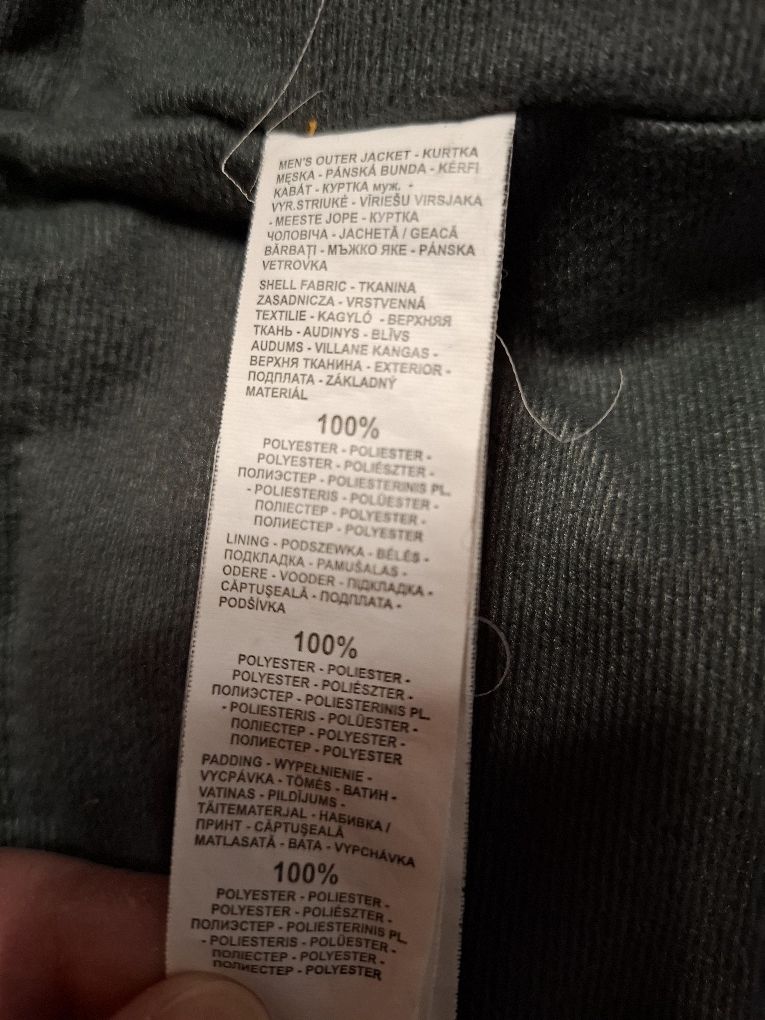 MEN'S OUTER JACKET - KURTKA
MĘSKA - PÁNSKÁ BUNDA - KÉRFI
KABÁT - КУРТКА муж. -
VYR.STRIUKĖ - VĪRIEŠU VIRSJAKA
- MEESTE JOPE - КУРТКА
ЧОЛОВІЧА - JACHETĂ / GEACĂ
BĂRBAȚI - МЪЖКО ЯКЕ - PÁNSKA
VETROVKA
SHELL FABRIC - TKANINA
ZASADNICZA - VRSTVENNÁ
TEXTILIE - KAGYLÓ - ВЕРХНЯЯ
ТКАНЬ - AUDINYS - BLĪVS
AUDUMS - VILLANE KANGAS -
ВЕРХНЯ ТКАНИНА - EXTERIOR -
ПОДПЛАТА - ZÁKLADNÝ
MATERIÁL
100%
POLYESTER - POLIESTER -
POLYESTER - POLIÉSZTER -
ПОЛИЭСТЕР - POLIESTERINIS PL.
- POLIESTERIS - POLÜESTER -
ПОЛІЕСТЕР - POLYESTER -
ПОЛИЕСТЕР - POLYESTER
LINING - PODSZEWKA - BÉLÉS -
ПОДКЛАДКА - PAMUŠALAS -
ODERE - VOODER - ПІДКЛАДКА -
CĂPTUȘEALĂ - ПОДПЛАТА -
PODŠÍVKA
100%
POLYESTER - POLIESTER -
POLYESTER - POLIÉSZTER -
ПОЛИЭСТЕР - POLIESTERINIS PL.
- POLIESTERIS - POLÜESTER -
ПОЛІЕСТЕР - POLYESTER -
ПОЛИЕСТЕР - POLYESTER
PADDING - WYPEŁNIENIE -
VYCPÁVKA - TÖMÉS - ВАТИН -
VATINAS - PILDĪJUMS -
TÄITEMATERJAL - НАБИВКА /
ПРИНТ - CĂPTUȘEALĂ
MATLASATĂ - ВАТА - VYPCHÁVKA
100%
POLYESTER - POLIESTER -
POLYESTER - POLIÉSZTER -
ПОЛИЭСТЕР - POLIESTERINIS PL.
- POLIESTERIS - POLÜESTER -
ПОЛІЕСТЕР - POLYESTER -
ПОЛИЕСТЕР - POLYESTER